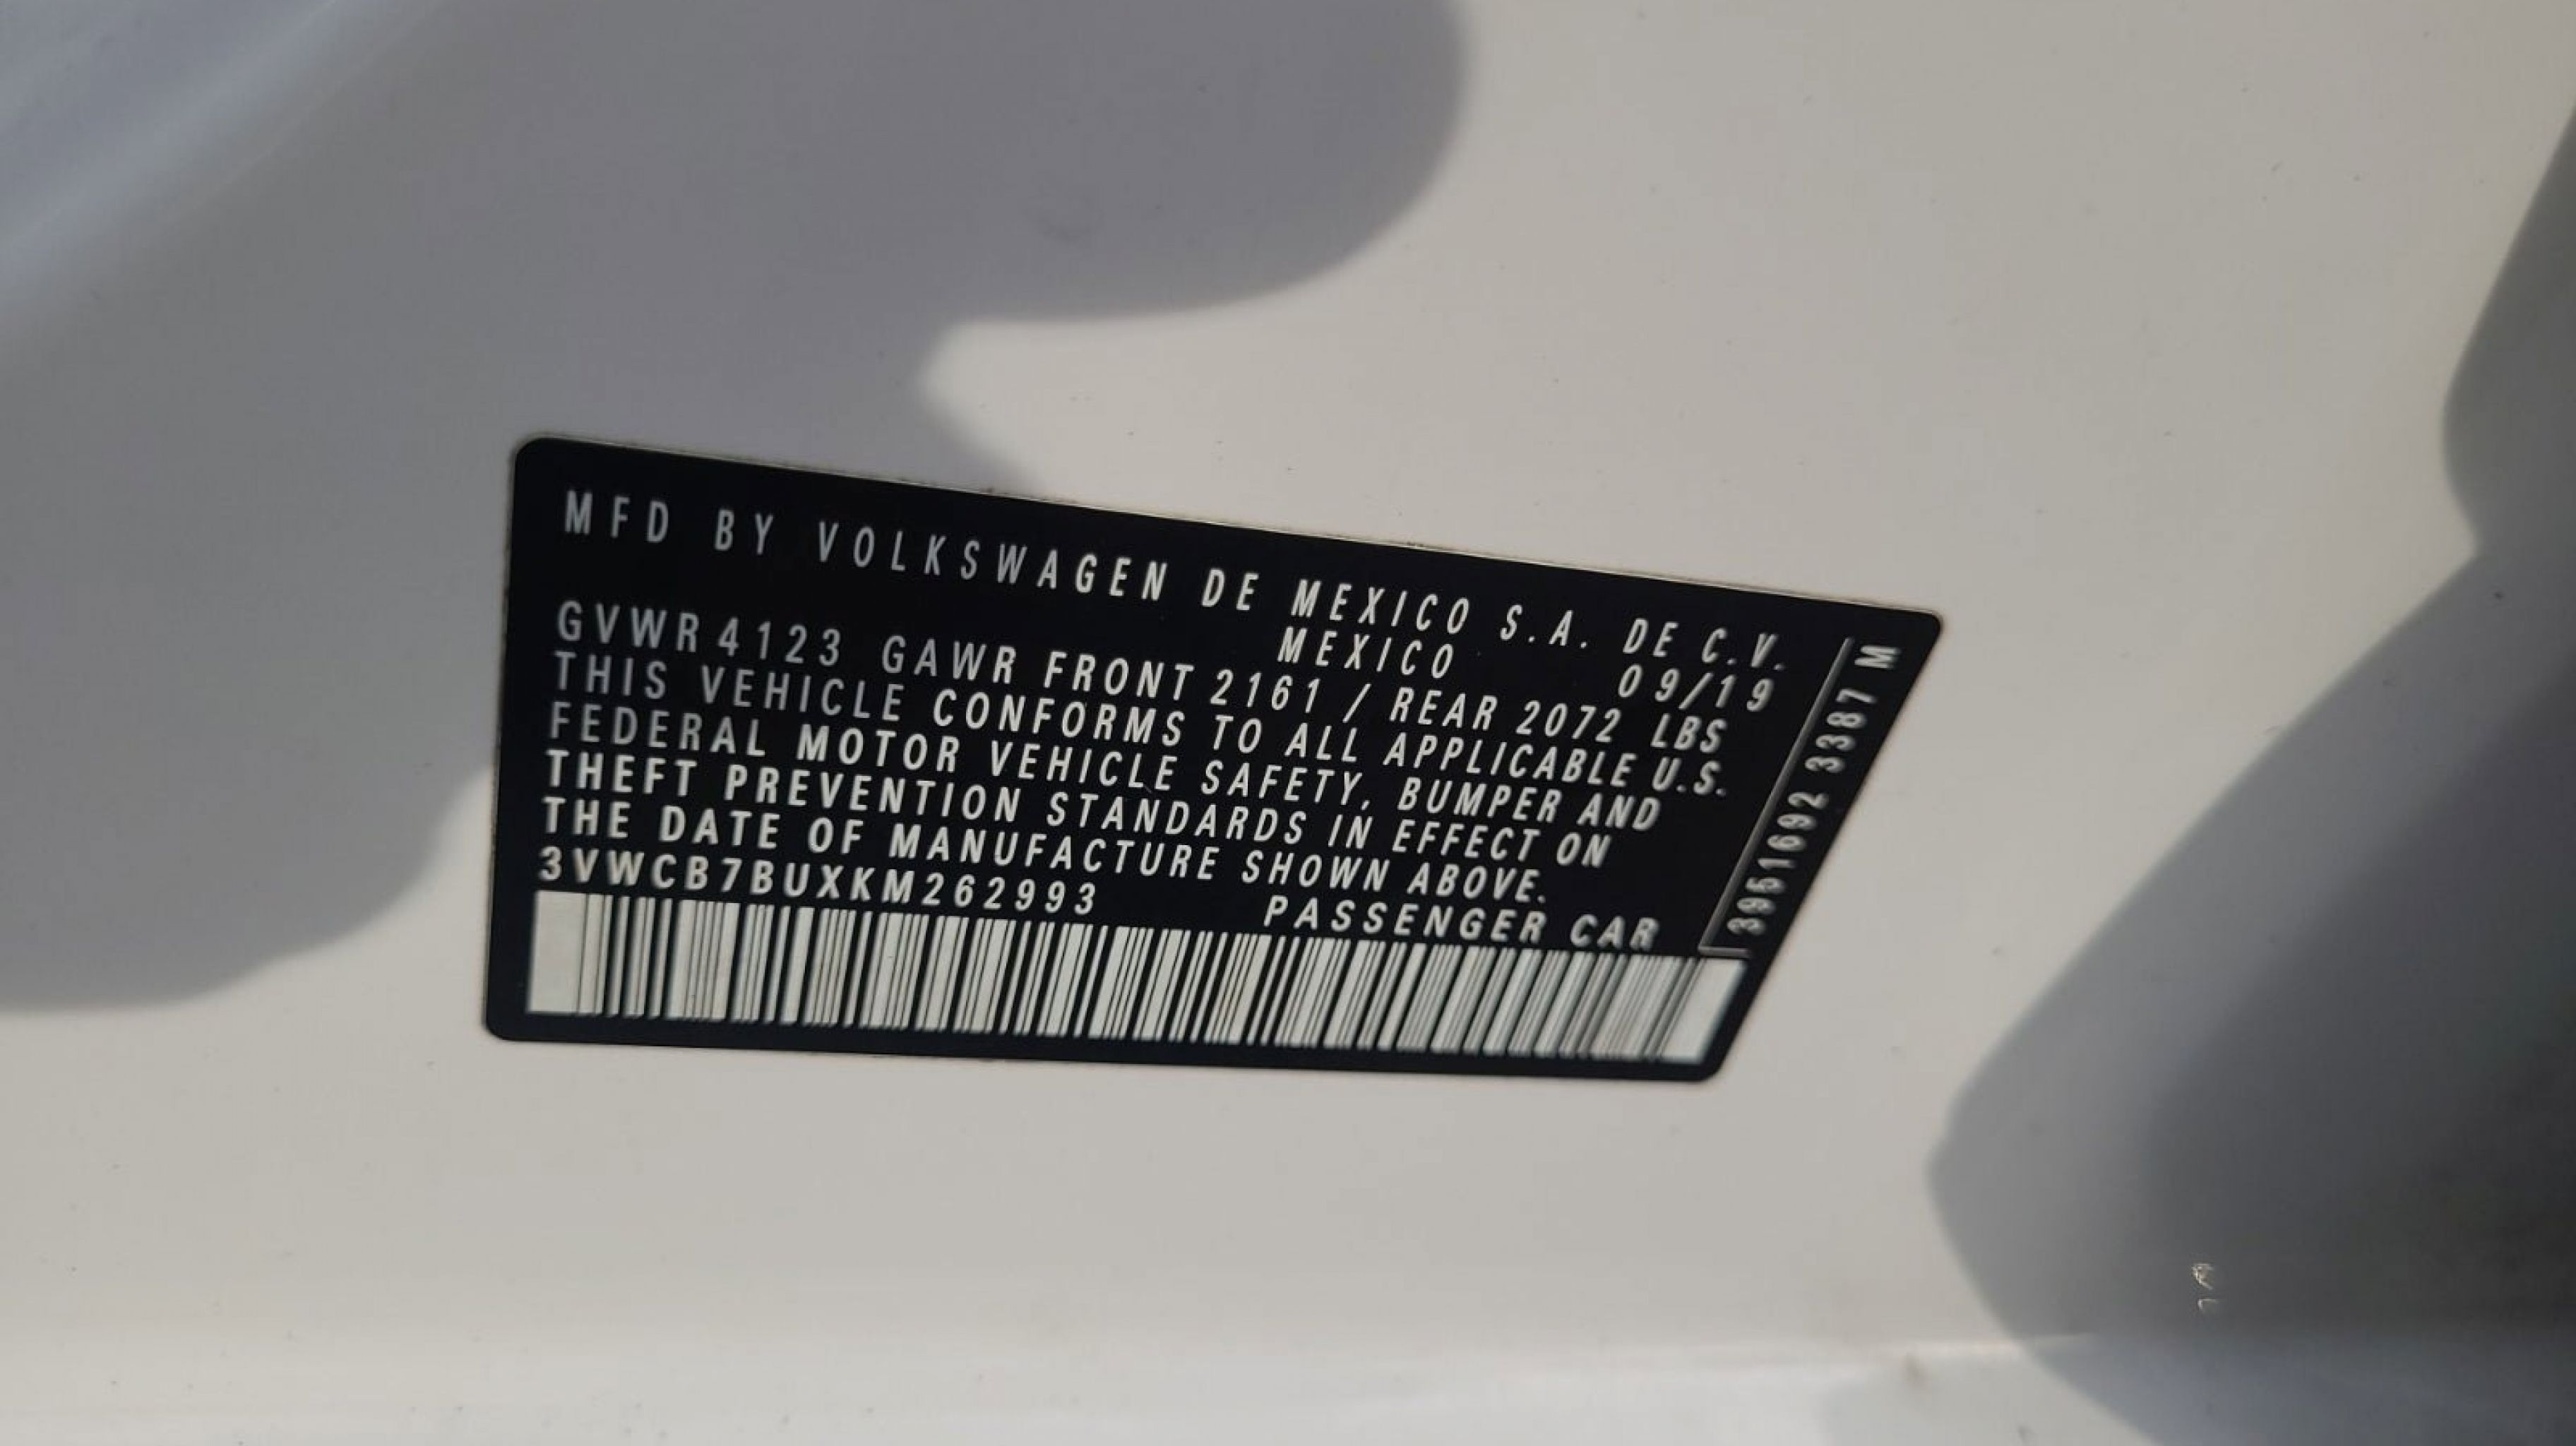 MFD BY VOLKSWAGEN DE MEXICO S.A. DE C.V.
MEXICO 09/19
GVWR 4123 GAWR FRONT 2161 / REAR 2072 LBS
THIS VEHICLE CONFORMS TO ALL APPLICABLE U.S.
FEDERAL MOTOR VEHICLE SAFETY, BUMPER AND
THEFT PREVENTION STANDARDS IN EFFECT ON
THE DATE OF MANUFACTURE SHOWN ABOVE.
3VWCB7BUXKM262993 PASSENGER CAR
3951692 3387 M